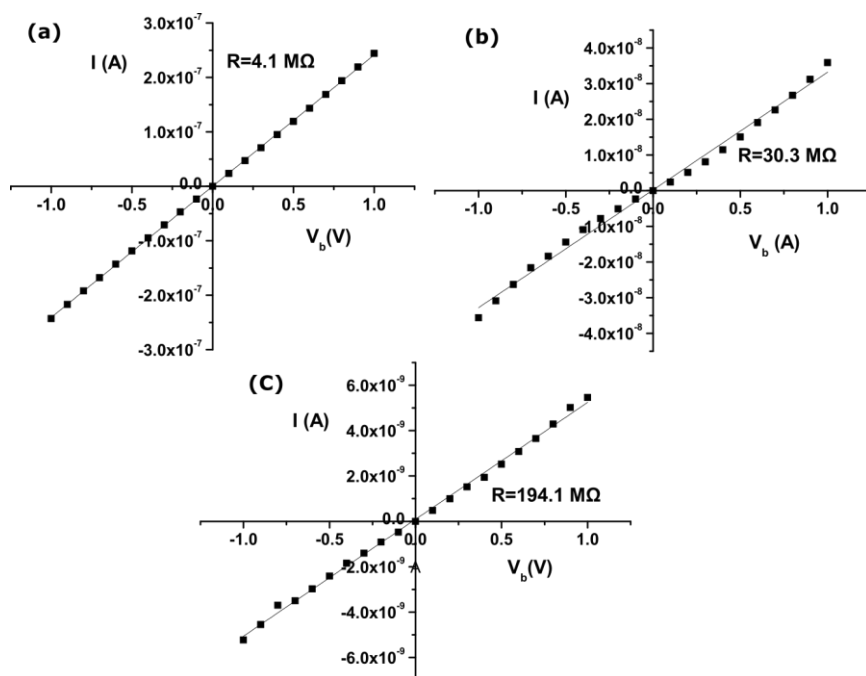 (a)
I (A)
R=4.1 MΩ
3.0x10⁻⁷
2.0x10⁻⁷
1.0x10⁻⁷
0.0
-1.0 -0.5 0.0 0.5 1.0
V_b(V)
-1.0x10⁻⁷
-2.0x10⁻⁷
-3.0x10⁻⁷
(b)
I (A)
4.0x10⁻⁸
3.0x10⁻⁸
2.0x10⁻⁸
1.0x10⁻⁸
R=30.3 MΩ
0.0
-1.0 -0.5 0.0 0.5 1.0
V_b (A)
-1.0x10⁻⁸
-2.0x10⁻⁸
-3.0x10⁻⁸
-4.0x10⁻⁸
(C)
I (A)
6.0x10⁻⁹
4.0x10⁻⁹
2.0x10⁻⁹
R=194.1 MΩ
0.0
-1.0 -0.5 0.0 0.5 1.0
V_b(V)
-2.0x10⁻⁹
A
-4.0x10⁻⁹
-6.0x10⁻⁹